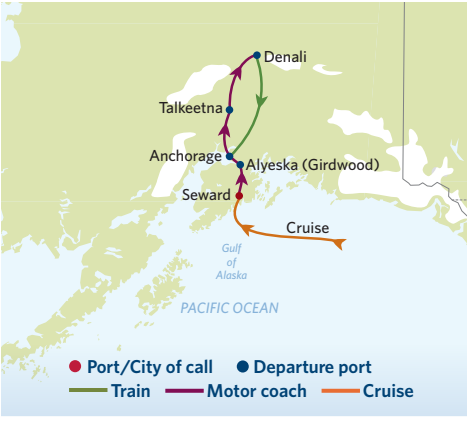 Denali
Talkeetna
Anchorage
Alyeska (Girdwood)
Seward
Cruise
Gulf
of
Alaska
PACIFIC OCEAN
Port/City of call Departure port
Train Motor coach Cruise